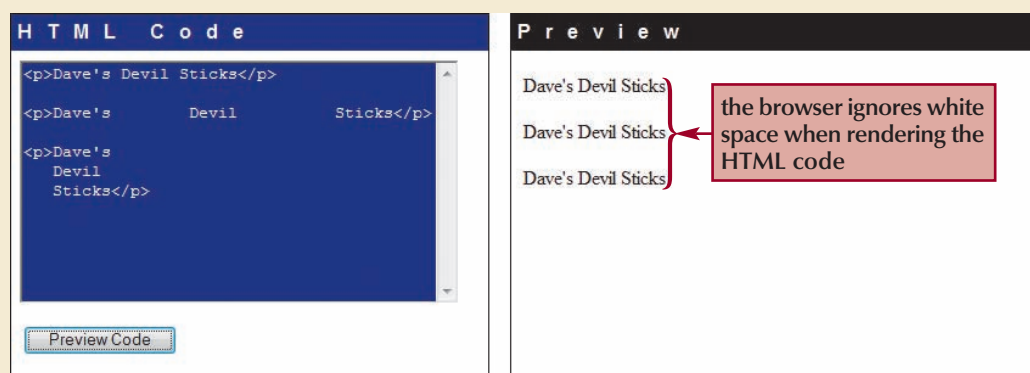 HTML Code
<p>Dave's Devil Sticks</p>
<p>Dave's Devil Sticks</p>
<p>Dave's
Devil
Sticks</p>
Preview Code
Preview
Dave's Devil Sticks
Dave's Devil Sticks
Dave's Devil Sticks
the browser ignores white
space when rendering the
HTML code